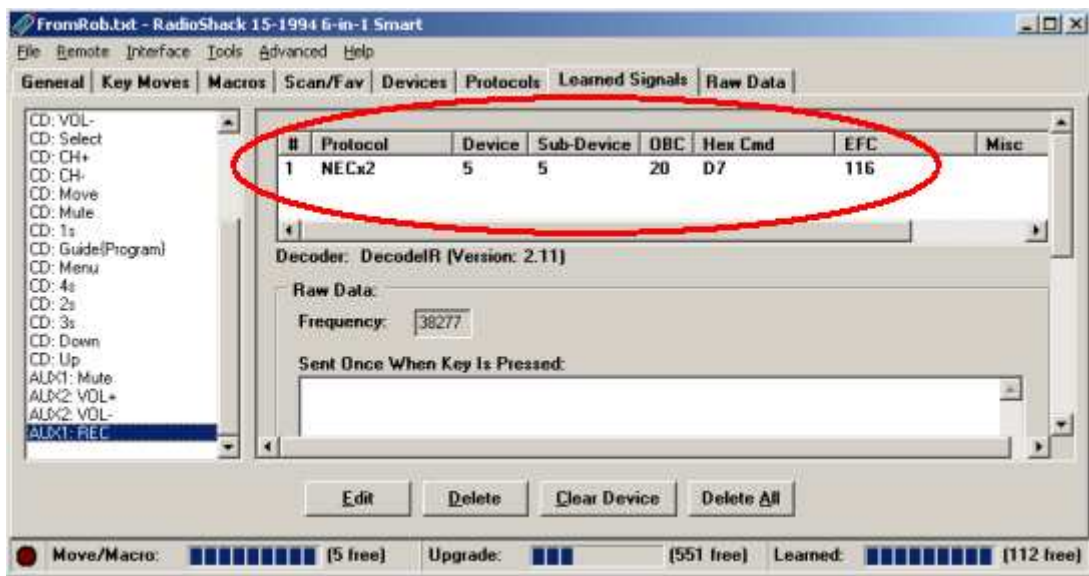 FromRob.txt - RadioShack 15-1994 6-in-1 Smart
File Remote Interface Tools Advanced Help
General Key Moves Macros Scan/Fav Devices Protocols Learned Signals Raw Data
CD: VOL-
CD: Select
CD: CH+
CD: CH-
CD: Move
CD: Mute
CD: 1s
CD: Guide(Program)
CD: Menu
CD: 4s
CD: 2s
CD: 3s
CD: Down
CD: Up
AUX1: Mute
AUX2: VOL+
AUX2: VOL-
AUX1: REC
# Protocol Device Sub-Device OBC Hex Cmd EFC Misc
1 NECx2 5 5 20 D7 116
Decoder: DecodeIR (Version: 2.11)
Raw Data:
Frequency: 38277
Sent Once When Key Is Pressed:
Edit Delete Clear Device Delete All
Move/Macro: (5 free) Upgrade: (551 free) Learned: (112 free)